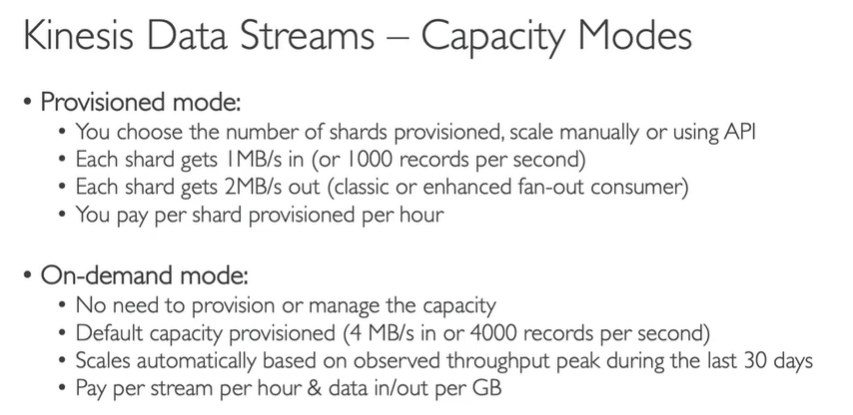 Kinesis Data Streams – Capacity Modes
• Provisioned mode:
• You choose the number of shards provisioned, scale manually or using API
• Each shard gets 1MB/s in (or 1000 records per second)
• Each shard gets 2MB/s out (classic or enhanced fan-out consumer)
• You pay per shard provisioned per hour
• On-demand mode:
• No need to provision or manage the capacity
• Default capacity provisioned (4 MB/s in or 4000 records per second)
• Scales automatically based on observed throughput peak during the last 30 days
• Pay per stream per hour & data in/out per GB